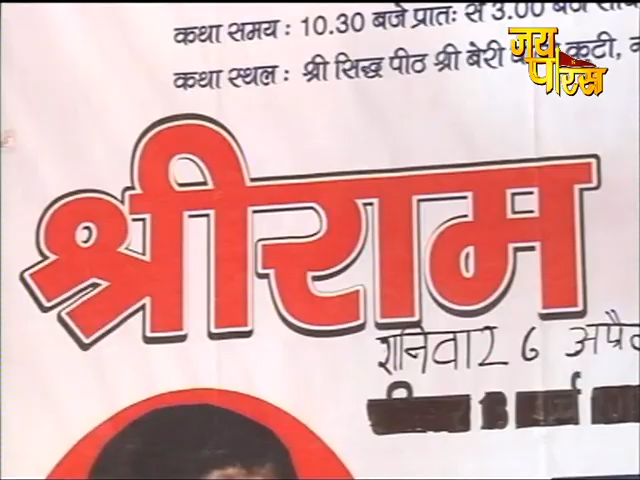 कथा समय : 10.30 बजे प्रातः से 3.00 बजे
जय
पारस
कथा स्थल : श्री सिद्ध पीठ श्री बेरी कुटी,
श्रीराम
शनिवार 6 अप्रैल